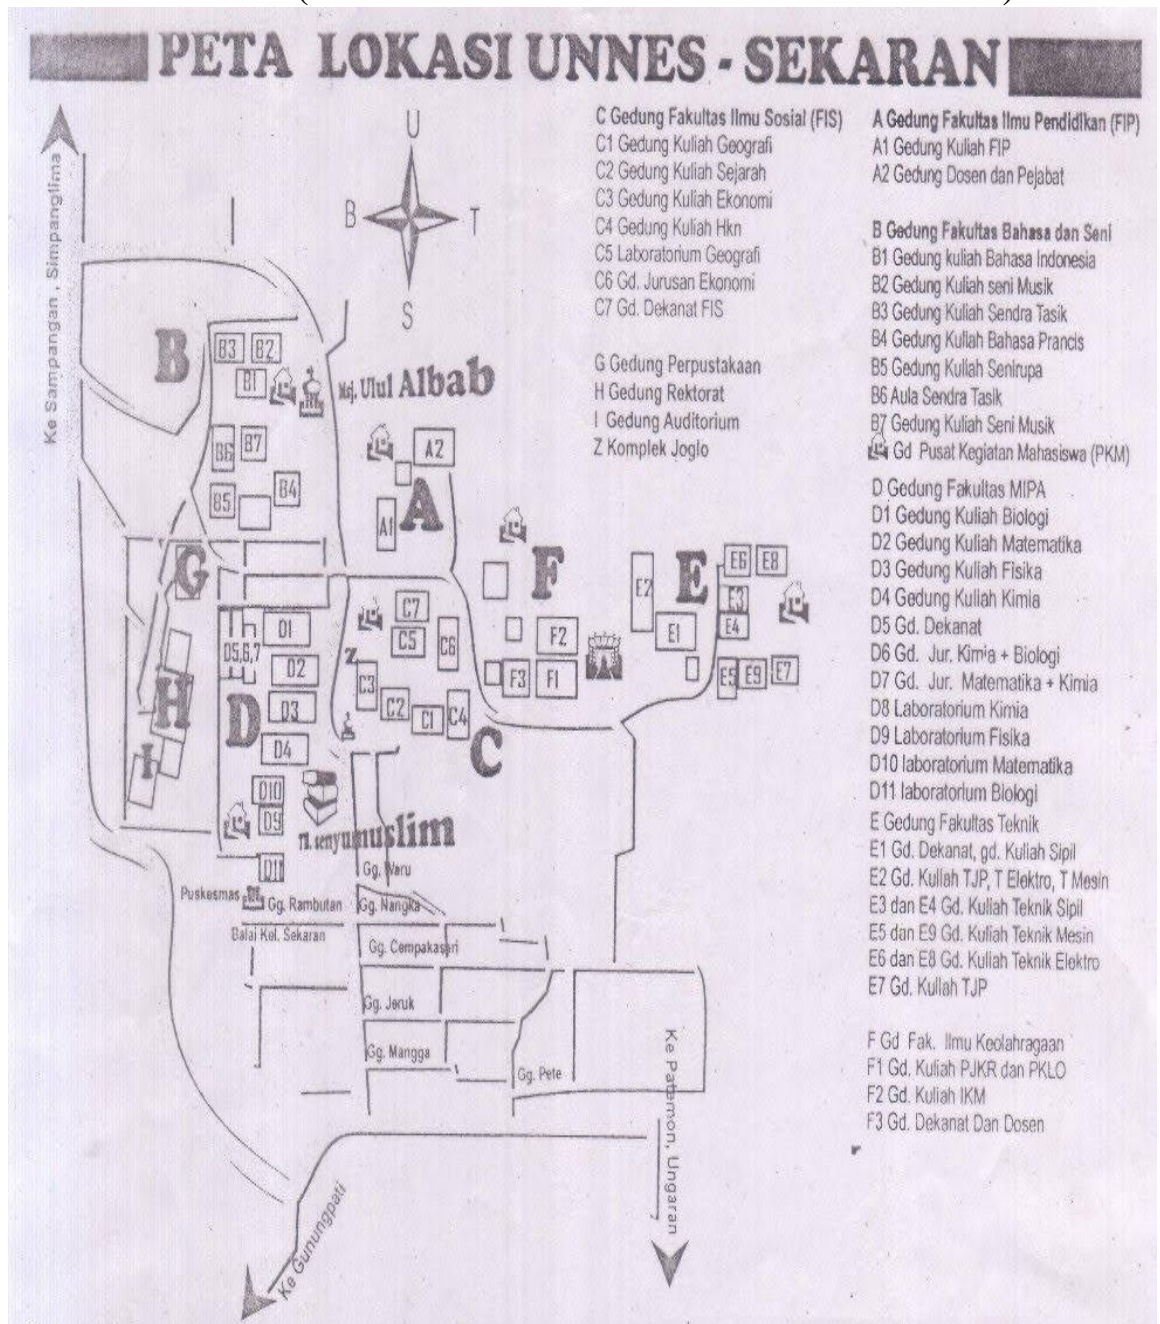 PETA LOKASI UNNES - SEKARAN
Ke Sampangan , Simpanglima
U
B
T
S
C Gedung Fakultas Ilmu Sosial (FIS)
C1 Gedung Kuliah Geografi
C2 Gedung Kuliah Sejarah
C3 Gedung Kuliah Ekonomi
C4 Gedung Kuliah Hkn
C5 Laboratorium Geografi
C6 Gd. Jurusan Ekonomi
C7 Gd. Dekanat FIS
G Gedung Perpustakaan
H Gedung Rektorat
I Gedung Auditorium
Z Komplek Joglo
A Gedung Fakultas Ilmu Pendidikan (FIP)
A1 Gedung Kuliah FIP
A2 Gedung Dosen dan Pejabat
B Gedung Fakultas Bahasa dan Seni
B1 Gedung kuliah Bahasa Indonesia
B2 Gedung Kuliah seni Musik
B3 Gedung Kuliah Sendra Tasik
B4 Gedung Kuliah Bahasa Prancis
B5 Gedung Kuliah Senirupa
B6 Aula Sendra Tasik
B7 Gedung Kuliah Seni Musik
Gd Pusat Kegiatan Mahasiswa (PKM)
D Gedung Fakultas MIPA
D1 Gedung Kuliah Biologi
D2 Gedung Kuliah Matematika
D3 Gedung Kuliah Fisika
D4 Gedung Kuliah Kimia
D5 Gd. Dekanat
D6 Gd. Jur. Kimia + Biologi
D7 Gd. Jur. Matematika + Kimia
D8 Laboratorium Kimia
D9 Laboratorium Fisika
D10 laboratorium Matematika
D11 laboratorium Biologi
E Gedung Fakultas Teknik
E1 Gd. Dekanat, gd. Kuliah Sipil
E2 Gd. Kuliah TJP, T Elektro, T Mesin
E3 dan E4 Gd. Kuliah Teknik Sipil
E5 dan E9 Gd. Kuliah Teknik Mesin
E6 dan E8 Gd. Kuliah Teknik Elektro
E7 Gd. Kuliah TJP
F Gd Fak. Ilmu Keolahragaan
F1 Gd. Kuliah PJKR dan PKLO
F2 Gd. Kuliah IKM
F3 Gd. Dekanat Dan Dosen
B
B3
B2
B1
Msj. Ulul Albab
B6
B7
A2
B5
B4
A1
A
G
F
E2
E
E6
E8
E3
E4
E1
E5
E9
E7
C7
C5
C6
F2
F3
F1
D1
D5,6,7
D2
Z
C3
C2
C1
C4
C
H
D
D3
D4
I
D10
D9
D11
senyumuslim
Gg. Waru
Puskesmas
Gg. Rambutan
Gg. Nangka
Balai Kel. Sekaran
Gg. Cempakasari
Gg. Jeruk
Gg. Mangga
Gg. Pete
Ke Patemon, Ungaran
Ke Gunungpati